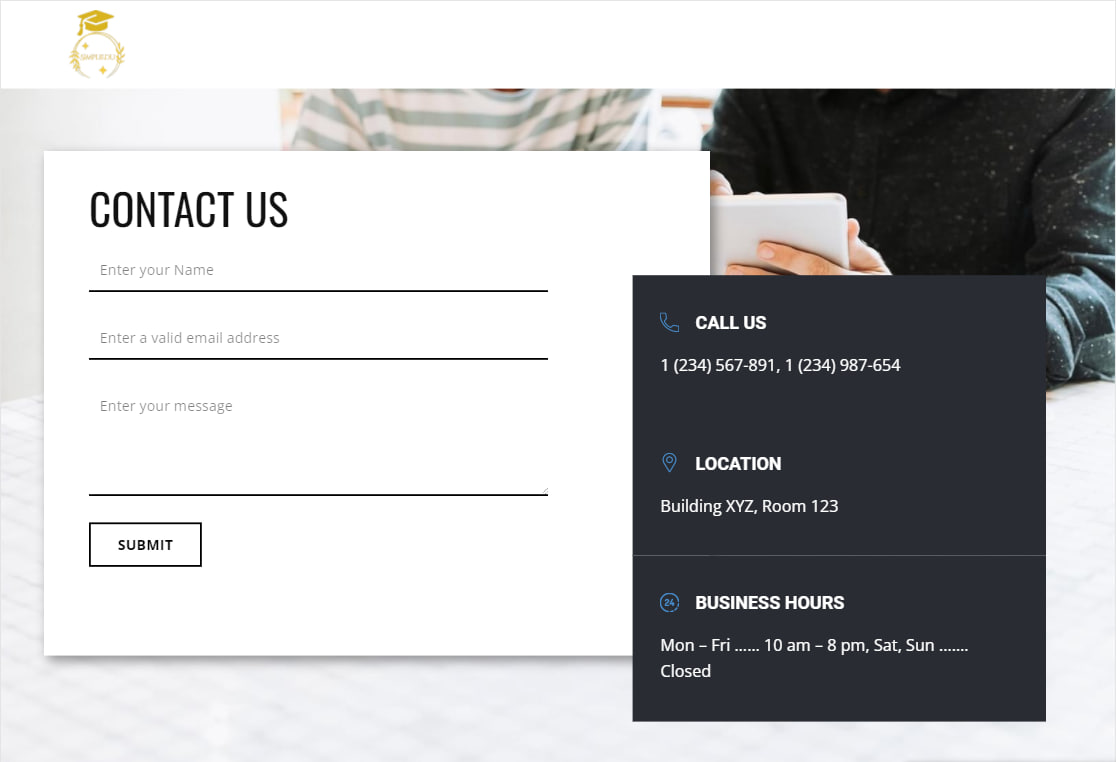 SIMPLEDU
CONTACT US
Enter your Name
Enter a valid email address
Enter your message
SUBMIT
CALL US
1 (234) 567-891, 1 (234) 987-654
LOCATION
Building XYZ, Room 123
24
BUSINESS HOURS
Mon – Fri ...... 10 am – 8 pm, Sat, Sun .......
Closed